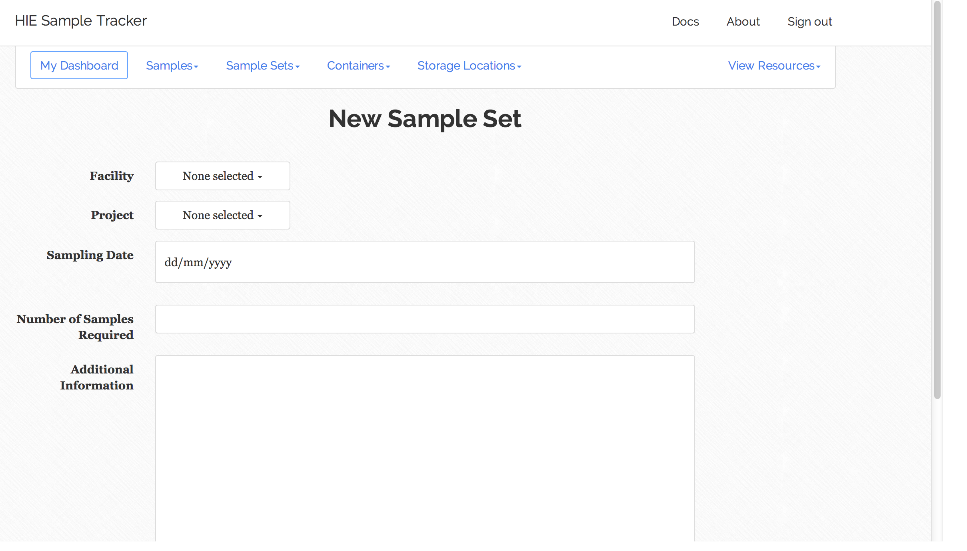 HIE Sample Tracker Docs About Sign out
My Dashboard Samples Sample Sets Containers Storage Locations View Resources
New Sample Set
Facility None selected
Project None selected
Sampling Date dd/mm/yyyy
Number of Samples
Required
Additional
Information